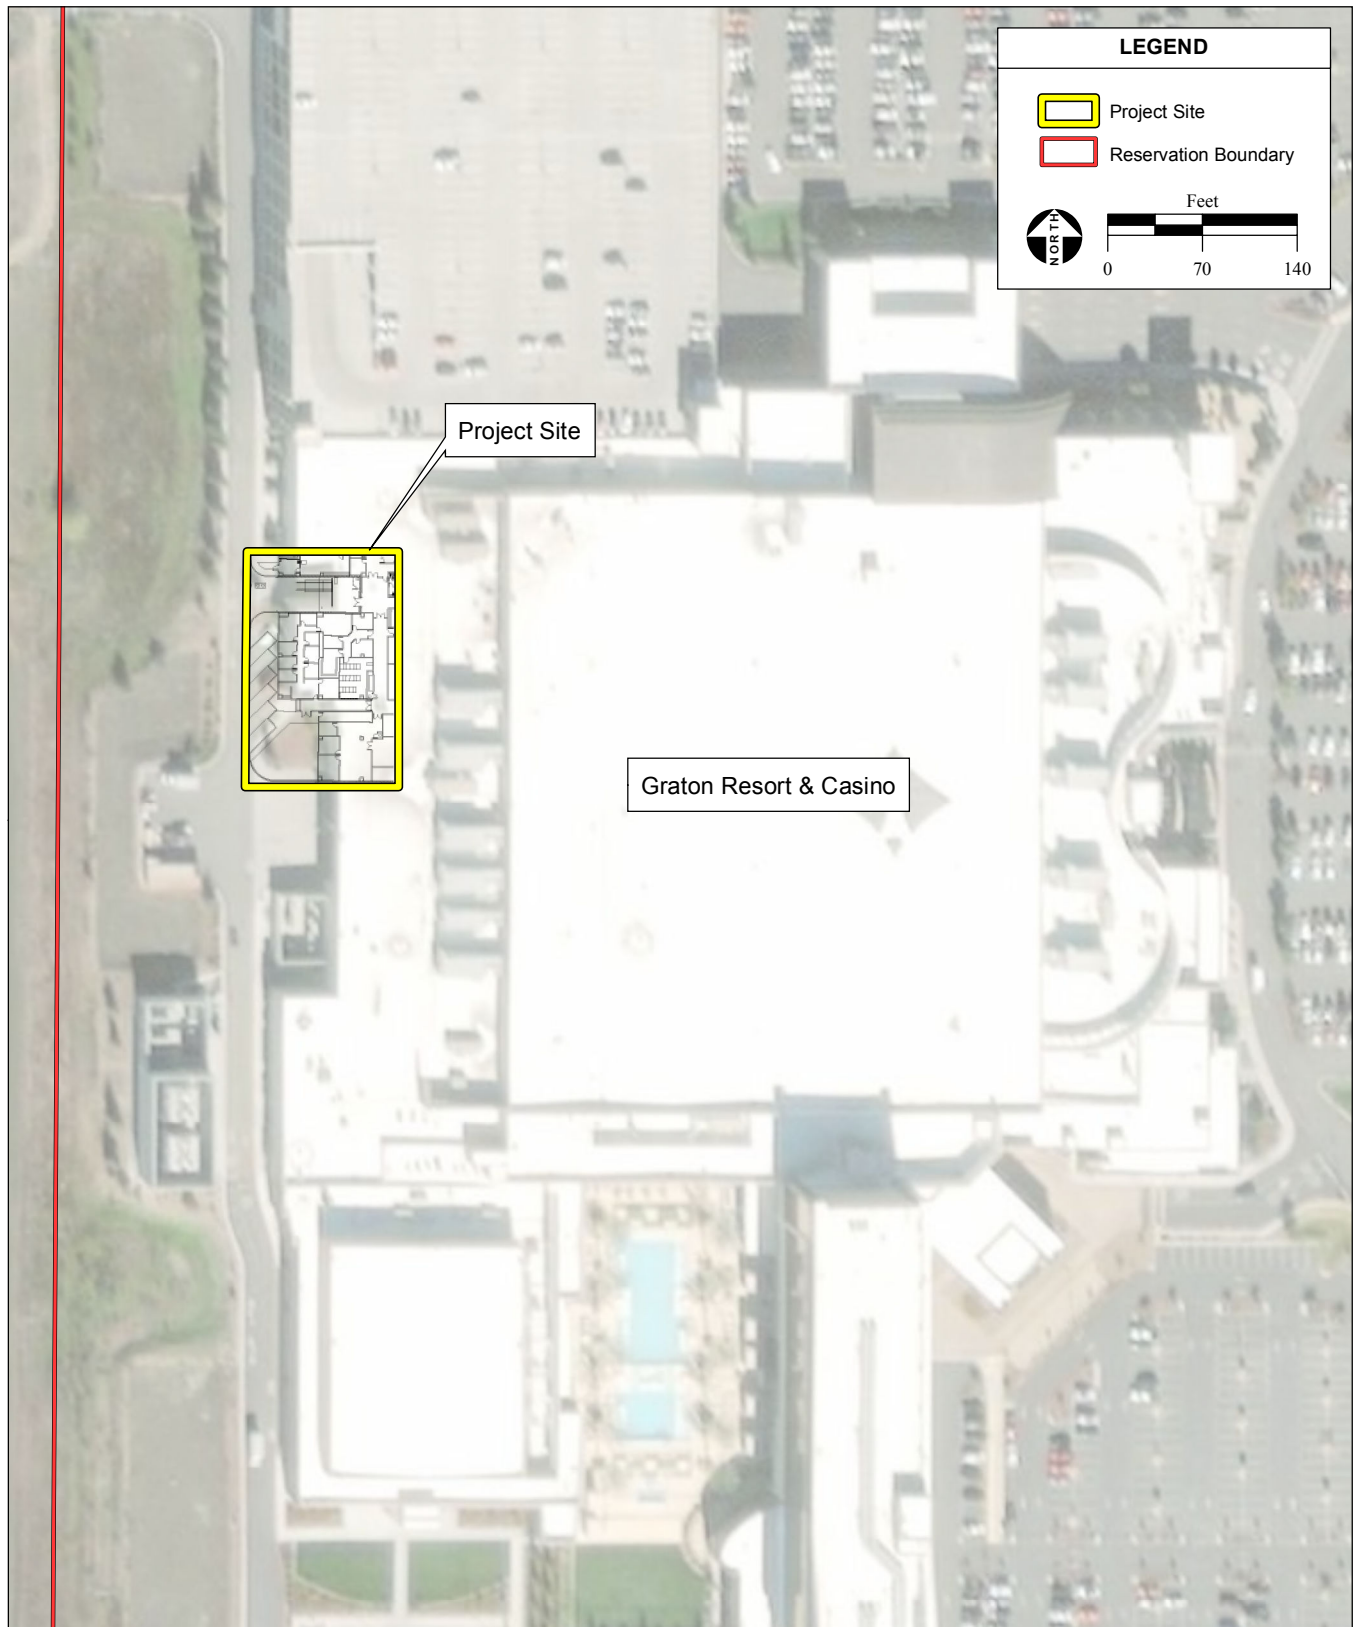 LEGEND
Project Site
Reservation Boundary
NORTH
Feet
0 70 140
Project Site
Graton Resort & Casino